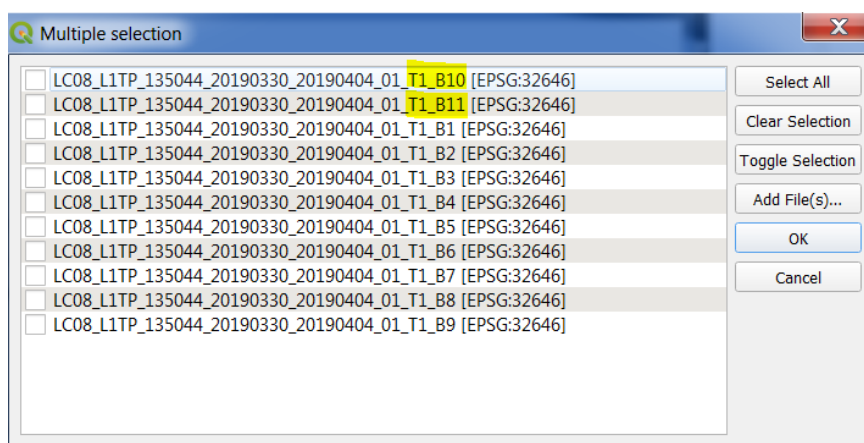 Multiple selection
X
LC08_L1TP_135044_20190330_20190404_01_T1_B10 [EPSG:32646]
LC08_L1TP_135044_20190330_20190404_01_T1_B11 [EPSG:32646]
LC08_L1TP_135044_20190330_20190404_01_T1_B1 [EPSG:32646]
LC08_L1TP_135044_20190330_20190404_01_T1_B2 [EPSG:32646]
LC08_L1TP_135044_20190330_20190404_01_T1_B3 [EPSG:32646]
LC08_L1TP_135044_20190330_20190404_01_T1_B4 [EPSG:32646]
LC08_L1TP_135044_20190330_20190404_01_T1_B5 [EPSG:32646]
LC08_L1TP_135044_20190330_20190404_01_T1_B6 [EPSG:32646]
LC08_L1TP_135044_20190330_20190404_01_T1_B7 [EPSG:32646]
LC08_L1TP_135044_20190330_20190404_01_T1_B8 [EPSG:32646]
LC08_L1TP_135044_20190330_20190404_01_T1_B9 [EPSG:32646]
Select All
Clear Selection
Toggle Selection
Add File(s)...
OK
Cancel